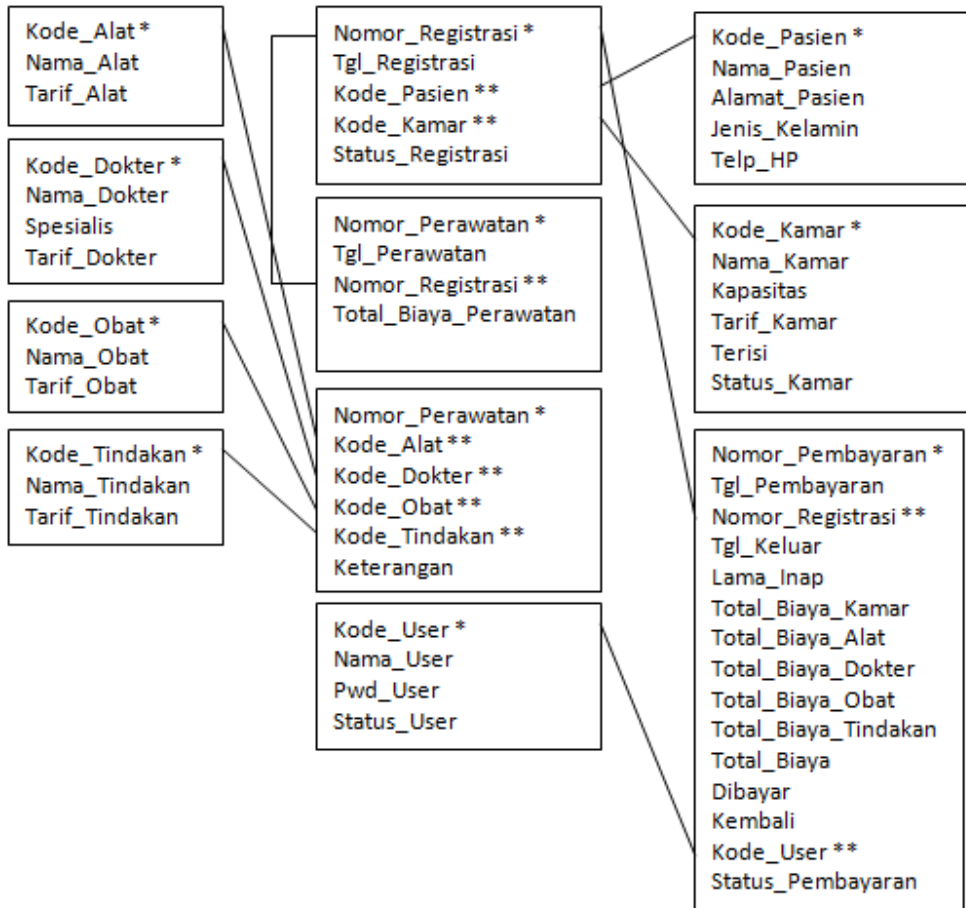 Kode_Alat *
Nama_Alat
Tarif_Alat
Kode_Dokter *
Nama_Dokter
Spesialis
Tarif_Dokter
Kode_Obat *
Nama_Obat
Tarif_Obat
Kode_Tindakan *
Nama_Tindakan
Tarif_Tindakan
Nomor_Registrasi *
Tgl_Registrasi
Kode_Pasien **
Kode_Kamar **
Status_Registrasi
Nomor_Perawatan *
Tgl_Perawatan
Nomor_Registrasi **
Total_Biaya_Perawatan
Nomor_Perawatan *
Kode_Alat **
Kode_Dokter **
Kode_Obat **
Kode_Tindakan **
Keterangan
Kode_User *
Nama_User
Pwd_User
Status_User
Kode_Pasien *
Nama_Pasien
Alamat_Pasien
Jenis_Kelamin
Telp_HP
Kode_Kamar *
Nama_Kamar
Kapasitas
Tarif_Kamar
Terisi
Status_Kamar
Nomor_Pembayaran *
Tgl_Pembayaran
Nomor_Registrasi **
Tgl_Keluar
Lama_Inap
Total_Biaya_Kamar
Total_Biaya_Alat
Total_Biaya_Dokter
Total_Biaya_Obat
Total_Biaya_Tindakan
Total_Biaya
Dibayar
Kembali
Kode_User **
Status_Pembayaran